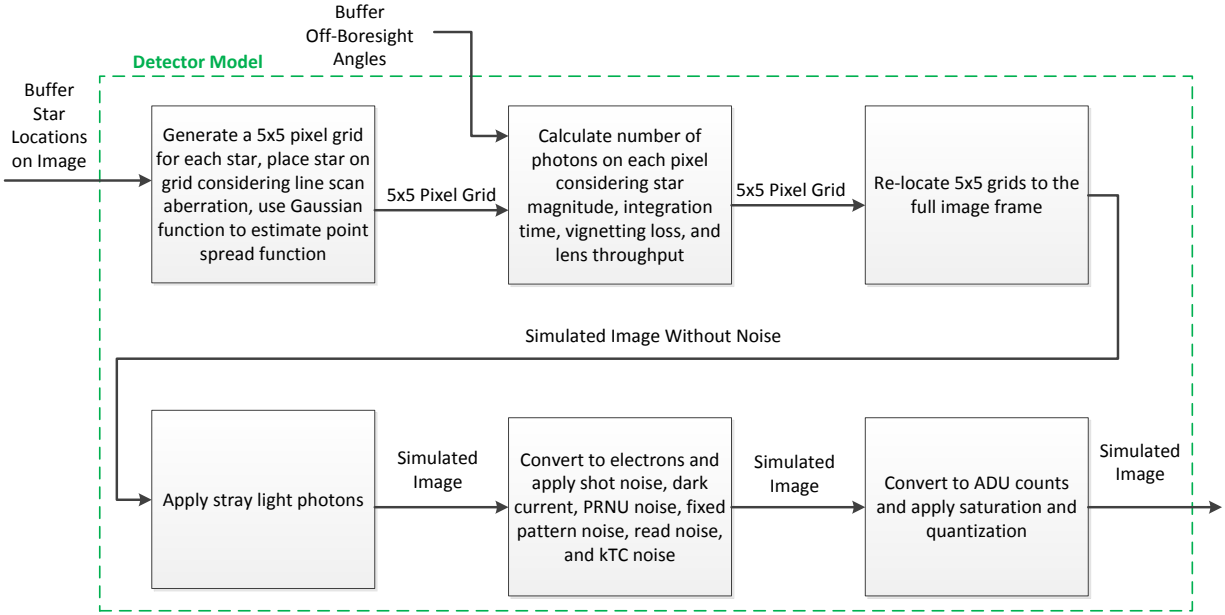 Buffer
Off-Boresight
Angles
Detector Model
Buffer
Star
Locations
on Image
Generate a 5x5 pixel grid
for each star, place star on
grid considering line scan
aberration, use Gaussian
function to estimate point
spread function
5x5 Pixel Grid
Calculate number of
photons on each pixel
considering star
magnitude, integration
time, vignetting loss, and
lens throughput
5x5 Pixel Grid
Re-locate 5x5 grids to the
full image frame
Simulated Image Without Noise
Apply stray light photons
Simulated
Image
Convert to electrons and
apply shot noise, dark
current, PRNU noise, fixed
pattern noise, read noise,
and kTC noise
Simulated
Image
Convert to ADU counts
and apply saturation and
quantization
Simulated
Image